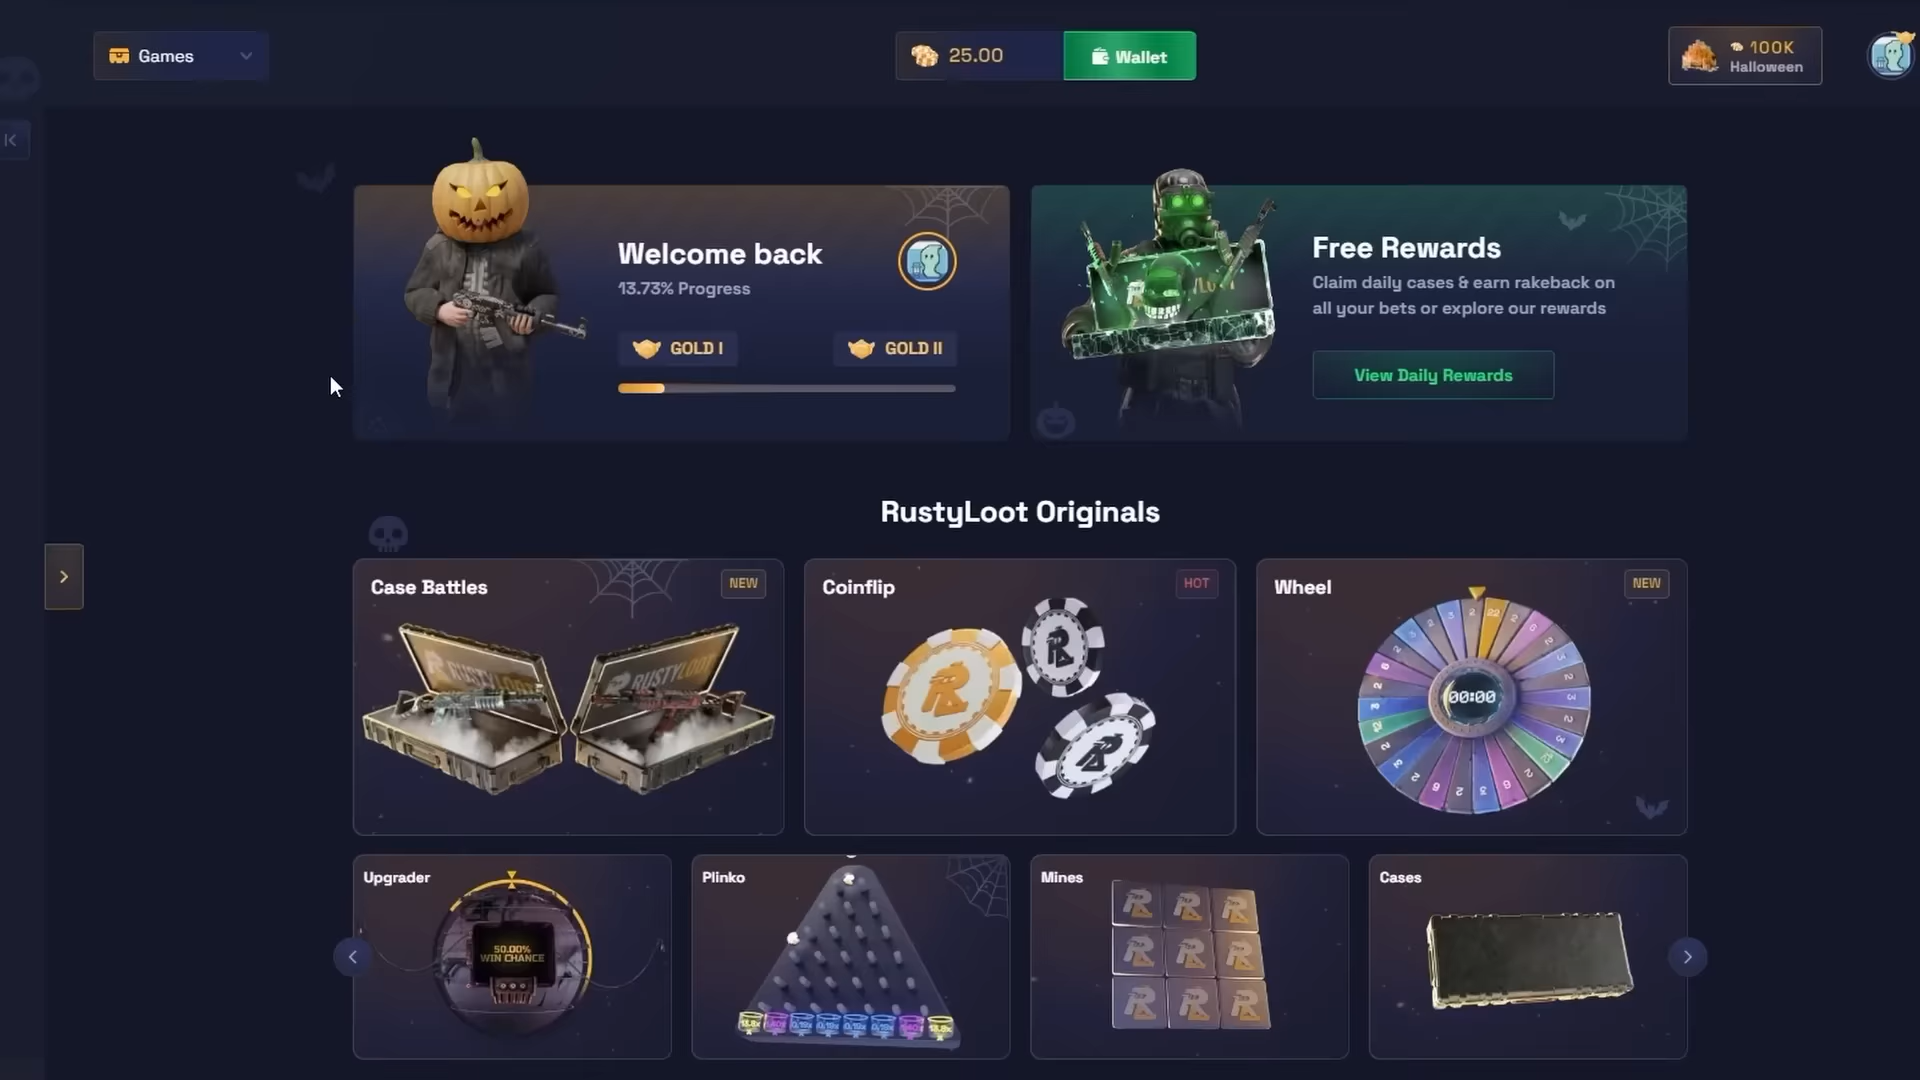 Games
25.00
Wallet
100K
Halloween
Welcome back
13.73% Progress
GOLD I
GOLD II
Free Rewards
Claim daily cases & earn rakeback on
all your bets or explore our rewards
View Daily Rewards
RustyLoot Originals
Case Battles
NEW
RUSTYLOOT
RUSTYLOOT
Coinflip
HOT
Wheel
NEW
00:00
Upgrader
50.00%
WIN CHANCE
Plinko
Mines
Cases